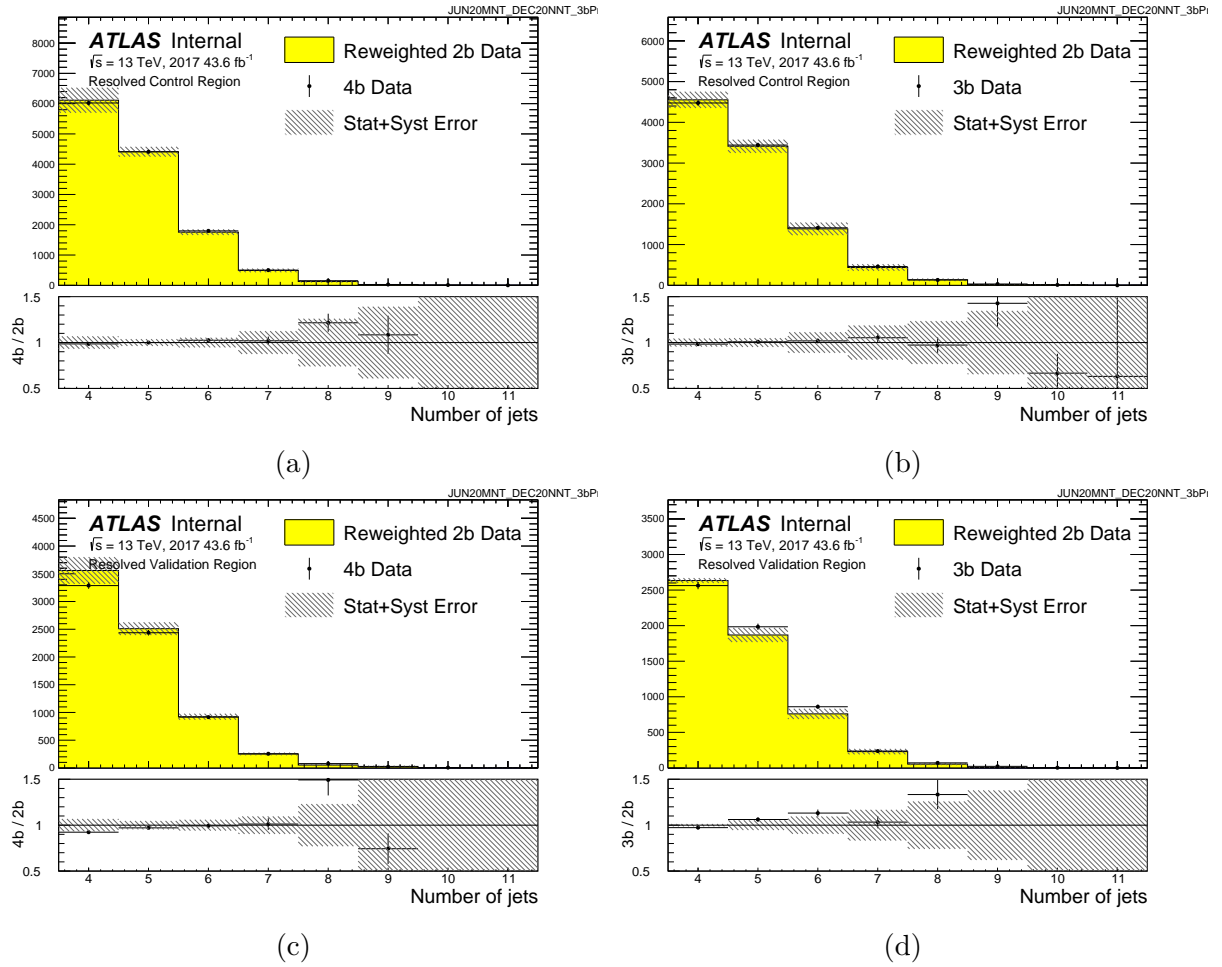 JUN20MNT_DEC20NNT_3bPr
ATLAS Internal
√s = 13 TeV, 2017 43.6 fb-1
Resolved Control Region
Reweighted 2b Data
4b Data
Stat+Syst Error
8000
7000
6000
5000
4000
3000
2000
1000
0
4b / 2b
1.5
1
0.5
4 5 6 7 8 9 10 11
Number of jets
(a)
JUN20MNT_DEC20NNT_3bPr
ATLAS Internal
√s = 13 TeV, 2017 43.6 fb-1
Resolved Control Region
Reweighted 2b Data
3b Data
Stat+Syst Error
6000
5000
4000
3000
2000
1000
0
3b / 2b
1.5
1
0.5
4 5 6 7 8 9 10 11
Number of jets
(b)
JUN20MNT_DEC20NNT_3bPr
ATLAS Internal
√s = 13 TeV, 2017 43.6 fb-1
Resolved Validation Region
Reweighted 2b Data
4b Data
Stat+Syst Error
4500
4000
3500
3000
2500
2000
1500
1000
500
0
4b / 2b
1.5
1
0.5
4 5 6 7 8 9 10 11
Number of jets
(c)
JUN20MNT_DEC20NNT_3bPr
ATLAS Internal
√s = 13 TeV, 2017 43.6 fb-1
Resolved Validation Region
Reweighted 2b Data
3b Data
Stat+Syst Error
3500
3000
2500
2000
1500
1000
500
0
3b / 2b
1.5
1
0.5
4 5 6 7 8 9 10 11
Number of jets
(d)